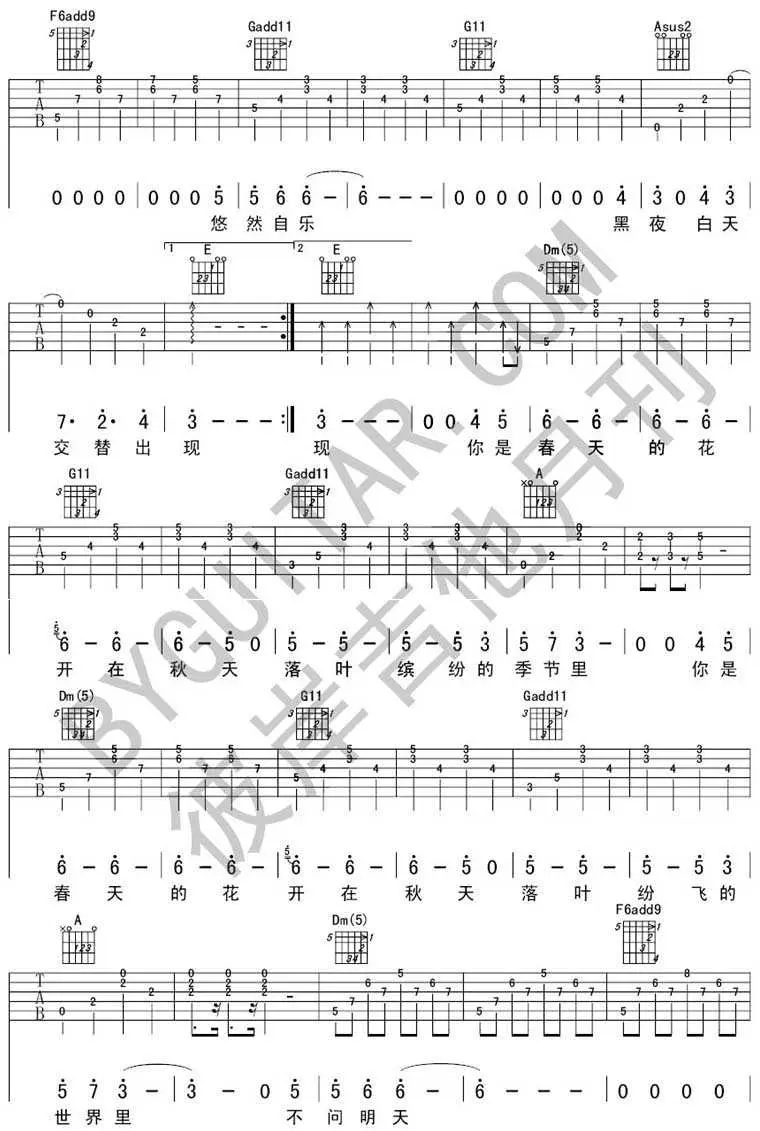 F6add9 Gadd11 G11 Asus2
0 0 0 0 0 0 0 5 5 6 6 - 6 - - - 0 0 0 0 0 0 0 4 3 0 4 3
悠 然 自 乐 黑 夜 白 天
1 E 2 E Dm(5)
7· 2· 4 3 - - - 3 - - - 0 0 4 5 6 - 6 - 6 - 6 -
交 替 出 现 现 你 是 春 天 的 花
G11 Gadd11 A
5 6 - 6 - 6 - 5 0 5 - 5 - 5 - 5 3 5 7 3 - 0 0 4 5
开 在 秋 天 落 叶 缤 纷 的 季 节 里 你 是
Dm(5) G11 Gadd11
6 - 6 - 6 - 6 - 5 6 - 6 - 6 - 5 0 5 - 5 - 5 - 5 3
春 天 的 花 开 在 秋 天 落 叶 纷 飞 的
A Dm(5) F6add9
5 7 3 - 3 - 0 5 5 6 6 - 6 - - - 0 0 0 0
世 界 里 不 问 明 天
BYGUITAR.COM
彼岸吉他月刊